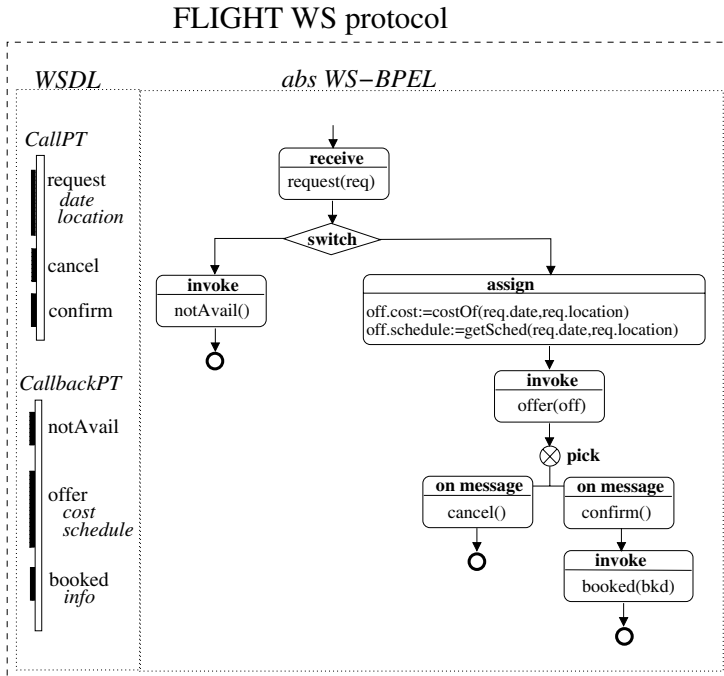 FLIGHT WS protocol
WSDL
abs WS−BPEL
CallPT
request
date
location
cancel
confirm
CallbackPT
notAvail
offer
cost
schedule
booked
info
receive
request(req)
switch
invoke
notAvail()
assign
off.cost:=costOf(req.date,req.location)
off.schedule:=getSched(req.date,req.location)
invoke
offer(off)
pick
on message
cancel()
on message
confirm()
invoke
booked(bkd)